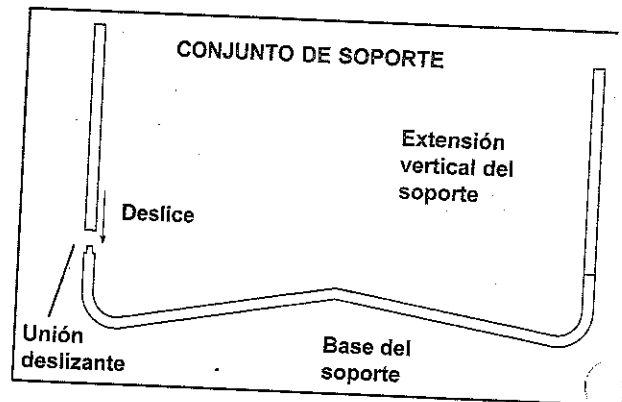 CONJUNTO DE SOPORTE
Extensión
vertical del
soporte
Deslice
Unión
deslizante
Base del
soporte